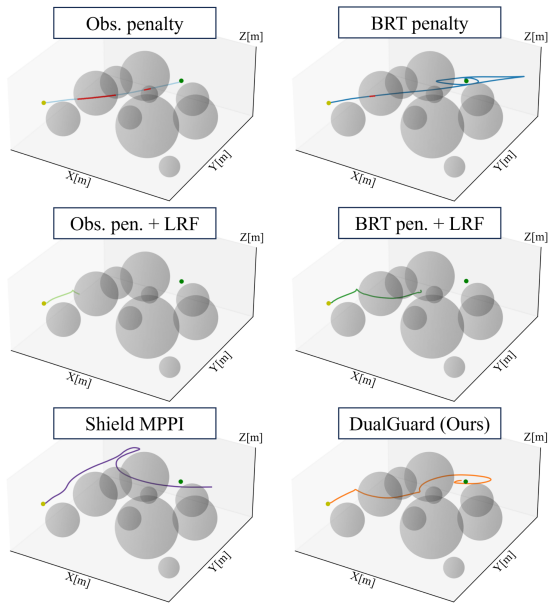 Obs. penalty
Z[m]
X[m]
Y[m]
BRT penalty
Z[m]
X[m]
Y[m]
Obs. pen. + LRF
Z[m]
X[m]
Y[m]
BRT pen. + LRF
Z[m]
X[m]
Y[m]
Shield MPPI
Z[m]
X[m]
Y[m]
DualGuard (Ours)
Z[m]
X[m]
Y[m]